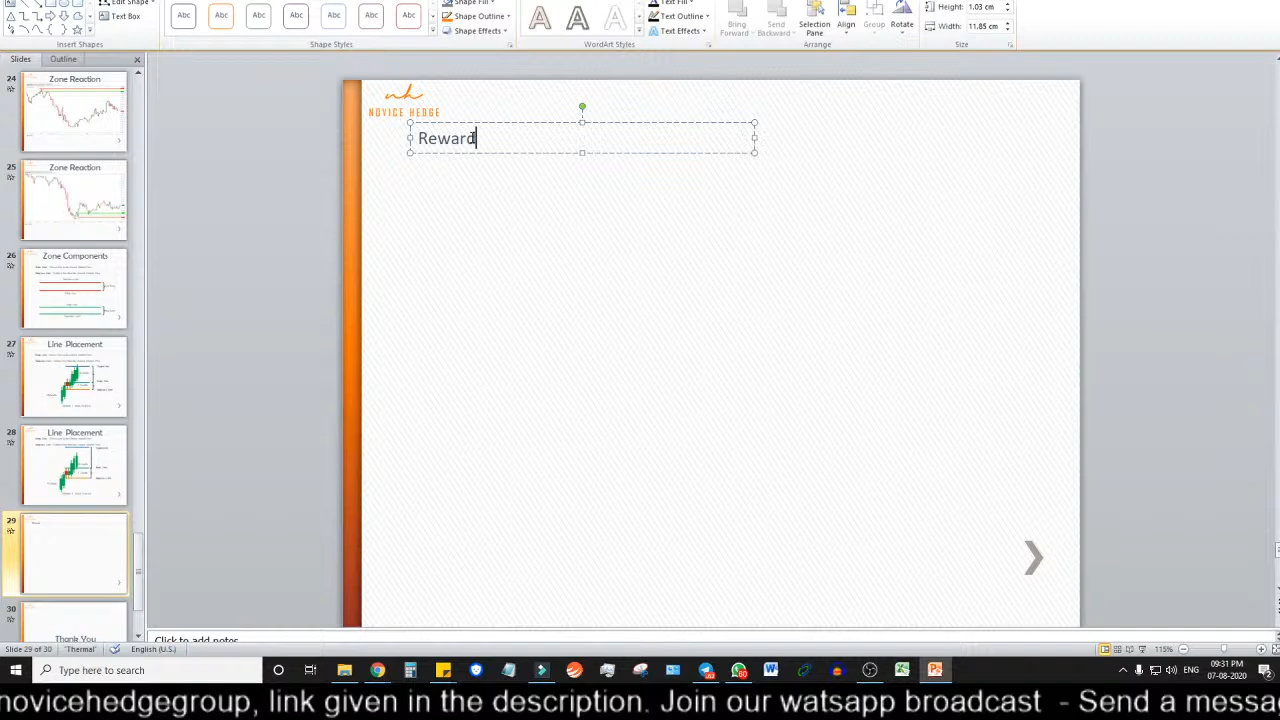 Edit Shape
Text Box
Insert Shapes
Abc Abc Abc Abc Abc Abc
Shape Styles
Shape Fill
Shape Outline
Shape Effects
A A A
WordArt Styles
Text Fill
Text Outline
Text Effects
Bring Forward
Send Backward
Selection Pane
Align
Group
Rotate
Arrange
Height: 1.03 cm
Width: 11.85 cm
Size
Slides Outline
24
Zone Reaction
25
Zone Reaction
26
Zone Components
27
Line Placement
28
Line Placement
29
30
Thank You
nh
NOVICE HEDGE
Reward
Click to add notes
Slide 29 of 30 "Thermal" English (U.S.) 115%
Type here to search
ENG
09:31 PM
07-08-2020
novicehedgegroup, link given in the description. Join our watsapp broadcast - Send a messa